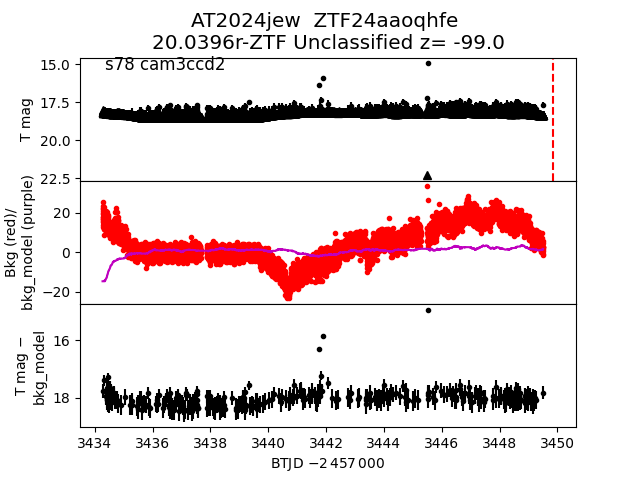 AT2024jew  ZTF24aaoqhfe
20.0396r-ZTF Unclassified z= -99.0
s78 cam3ccd2
15.0
17.5
20.0
22.5
T mag
20
0
−20
Bkg (red)/
bkg_model (purple)
16
18
T mag −
bkg_model
3434 3436 3438 3440 3442 3444 3446 3448 3450
BTJD −2 457 000